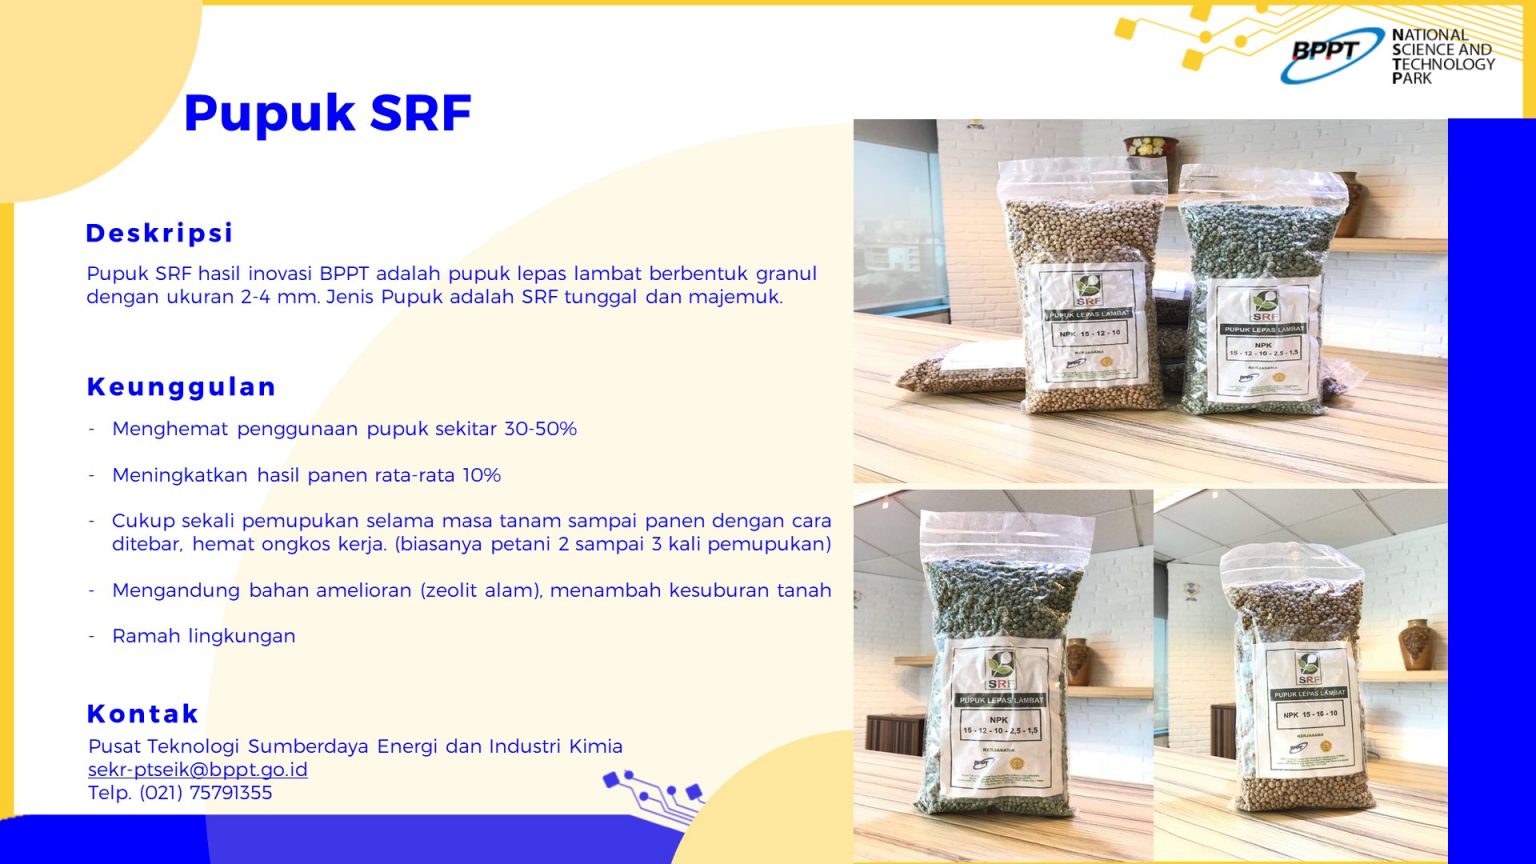 BPPT
NATIONAL
SCIENCE AND
TECHNOLOGY
PARK
Pupuk SRF
Deskripsi
Pupuk SRF hasil inovasi BPPT adalah pupuk lepas lambat berbentuk granul
dengan ukuran 2-4 mm. Jenis Pupuk adalah SRF tunggal dan majemuk.
Keunggulan
- Menghemat penggunaan pupuk sekitar 30-50%
- Meningkatkan hasil panen rata-rata 10%
- Cukup sekali pemupukan selama masa tanam sampai panen dengan cara
ditebar, hemat ongkos kerja. (biasanya petani 2 sampai 3 kali pemupukan)
- Mengandung bahan amelioran (zeolit alam), menambah kesuburan tanah
- Ramah lingkungan
Kontak
Pusat Teknologi Sumberdaya Energi dan Industri Kimia
sekr-ptseik@bppt.go.id
Telp. (021) 75791355
SRF
PUPUK LEPAS LAMBAT
NPK 15 - 12 - 10
KERJASAMA
BPPT
SRF
PUPUK LEPAS LAMBAT
NPK
15 - 12 - 10 - 2,5 - 1,5
KERJASAMA
BPPT
SRF
PUPUK LEPAS LAMBAT
NPK
15 - 12 - 10 - 2,5 - 1,5
KERJASAMA
BPPT
SRF
PUPUK LEPAS LAMBAT
NPK 15 - 10 - 10
KERJASAMA
BPPT